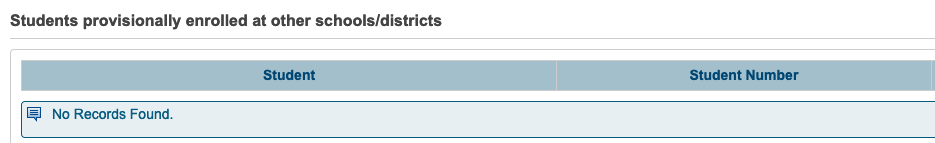 Students provisionally enrolled at other schools/districts
Student Student Number
No Records Found.